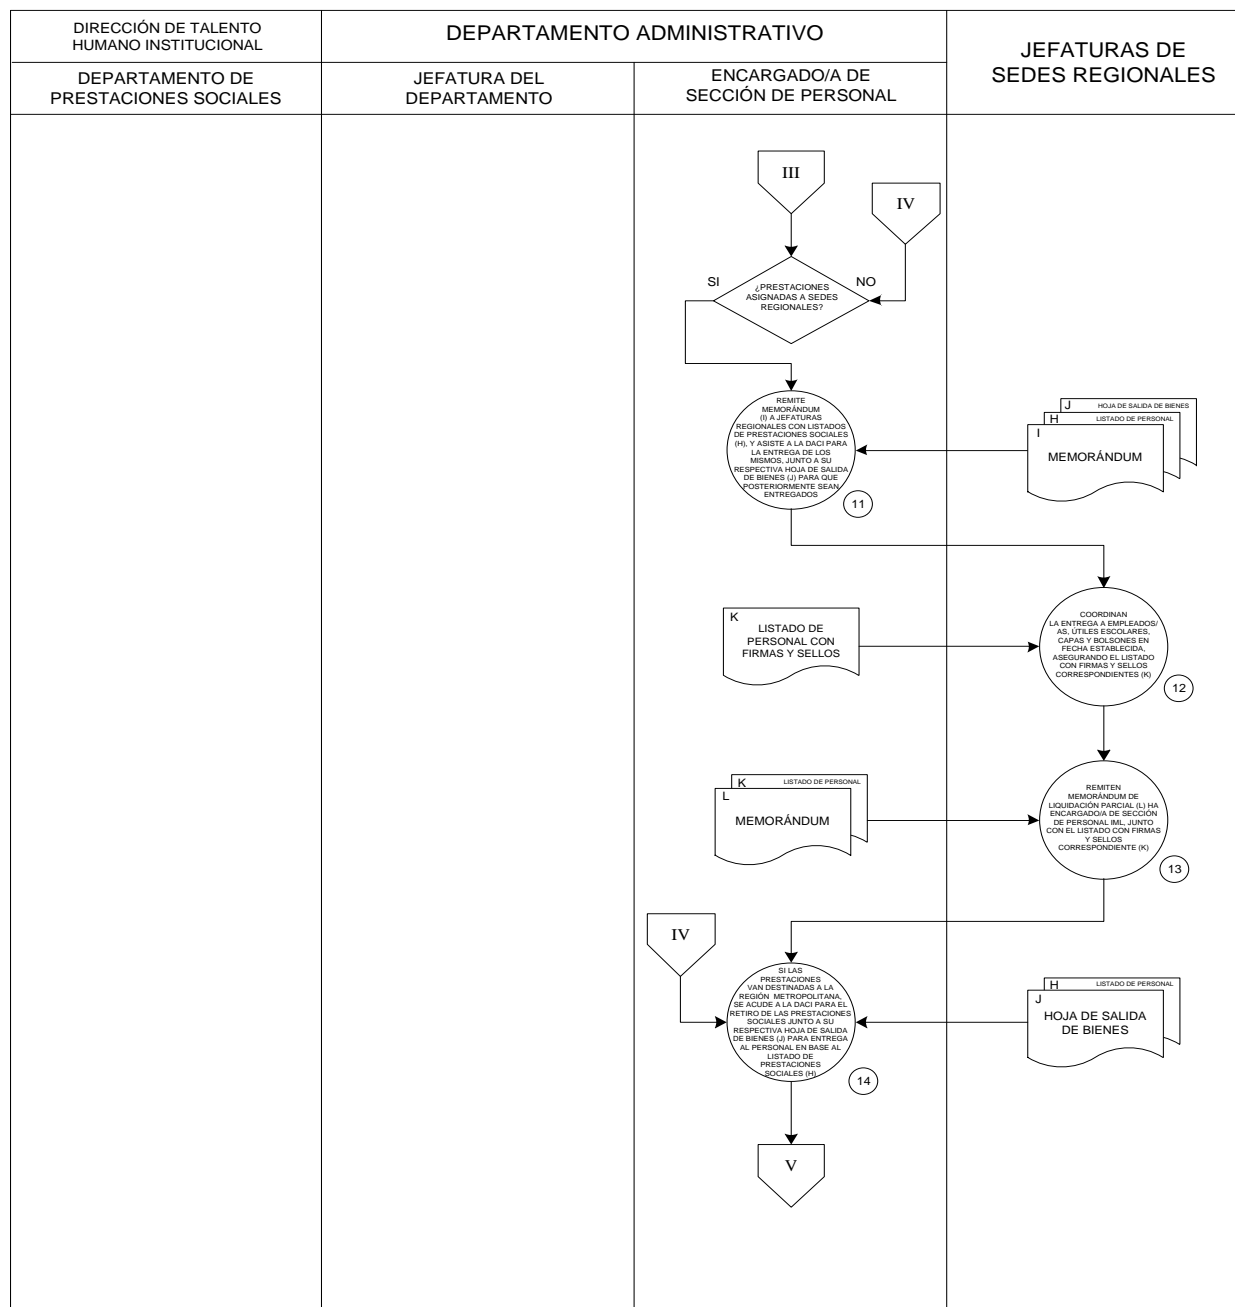 DIRECCIÓN DE TALENTO
HUMANO INSTITUCIONAL
DEPARTAMENTO ADMINISTRATIVO
JEFATURAS DE
SEDES REGIONALES
DEPARTAMENTO DE
PRESTACIONES SOCIALES
JEFATURA DEL
DEPARTAMENTO
ENCARGADO/A DE
SECCIÓN DE PERSONAL
III
IV
SI
NO
¿PRESTACIONES
ASIGNADAS A SEDES
REGIONALES?
REMITE
MEMORÁNDUM
(I) A JEFATURAS
REGIONALES CON LISTADOS
DE PRESTACIONES SOCIALES
(H), Y ASISTE A LA DACI PARA
LA ENTREGA DE LOS
MISMOS, JUNTO A SU
RESPECTIVA HOJA DE SALIDA
DE BIENES (J) PARA QUE
POSTERIORMENTE SEAN
ENTREGADOS
11
J
HOJA DE SALIDA DE BIENES
H
LISTADO DE PERSONAL
I
MEMORÁNDUM
K
LISTADO DE
PERSONAL CON
FIRMAS Y SELLOS
COORDINAN
LA ENTREGA A EMPLEADOS/
AS, ÚTILES ESCOLARES,
CAPAS Y BOLSONES EN
FECHA ESTABLECIDA,
ASEGURANDO EL LISTADO
CON FIRMAS Y SELLOS
CORRESPONDIENTES (K)
12
K
LISTADO DE PERSONAL
L
MEMORÁNDUM
REMITEN
MEMORÁNDUM DE
LIQUIDACIÓN PARCIAL (L) HA
ENCARGADO/A DE SECCIÓN
DE PERSONAL IML, JUNTO
CON EL LISTADO CON FIRMAS
Y SELLOS
CORRESPONDIENTE (K)
13
IV
SI LAS
PRESTACIONES
VAN DESTINADAS A LA
REGIÓN METROPOLITANA,
SE ACUDE A LA DACI PARA EL
RETIRO DE LAS PRESTACIONES
SOCIALES JUNTO A SU
RESPECTIVA HOJA DE SALIDA
DE BIENES (J) PARA ENTREGA
AL PERSONAL EN BASE AL
LISTADO DE
PRESTACIONES
SOCIALES (H)
14
H
LISTADO DE PERSONAL
J
HOJA DE SALIDA
DE BIENES
V